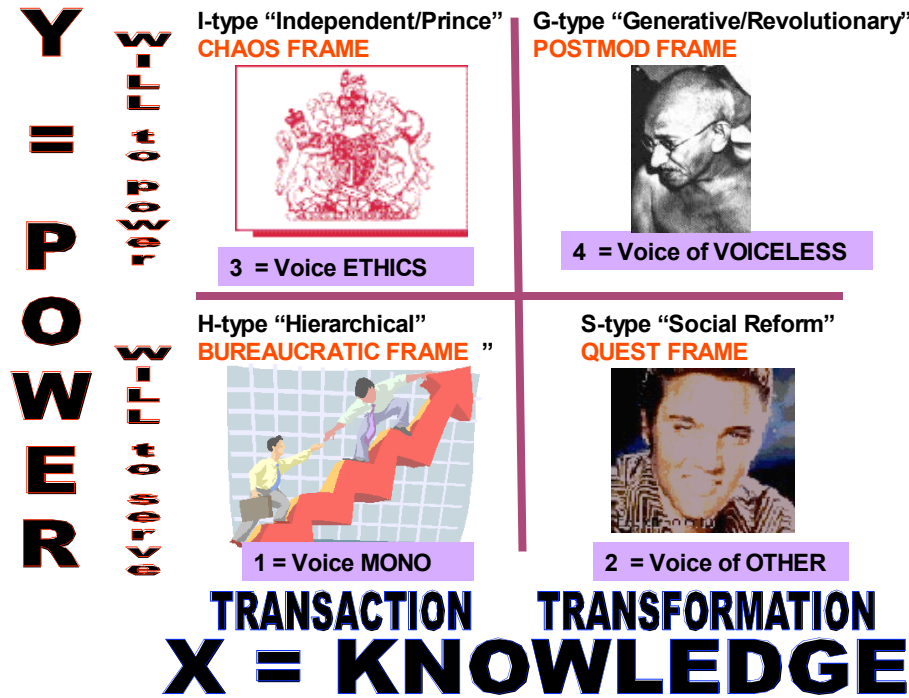 Y = POWER
WILL to power
WILL to serve
I-type “Independent/Prince”
CHAOS FRAME
3 = Voice ETHICS
G-type “Generative/Revolutionary”
POSTMOD FRAME
4 = Voice of VOICELESS
H-type “Hierarchical”
BUREAUCRATIC FRAME ”
1 = Voice MONO
S-type “Social Reform”
QUEST FRAME
2 = Voice of OTHER
TRANSACTION
TRANSFORMATION
X = KNOWLEDGE